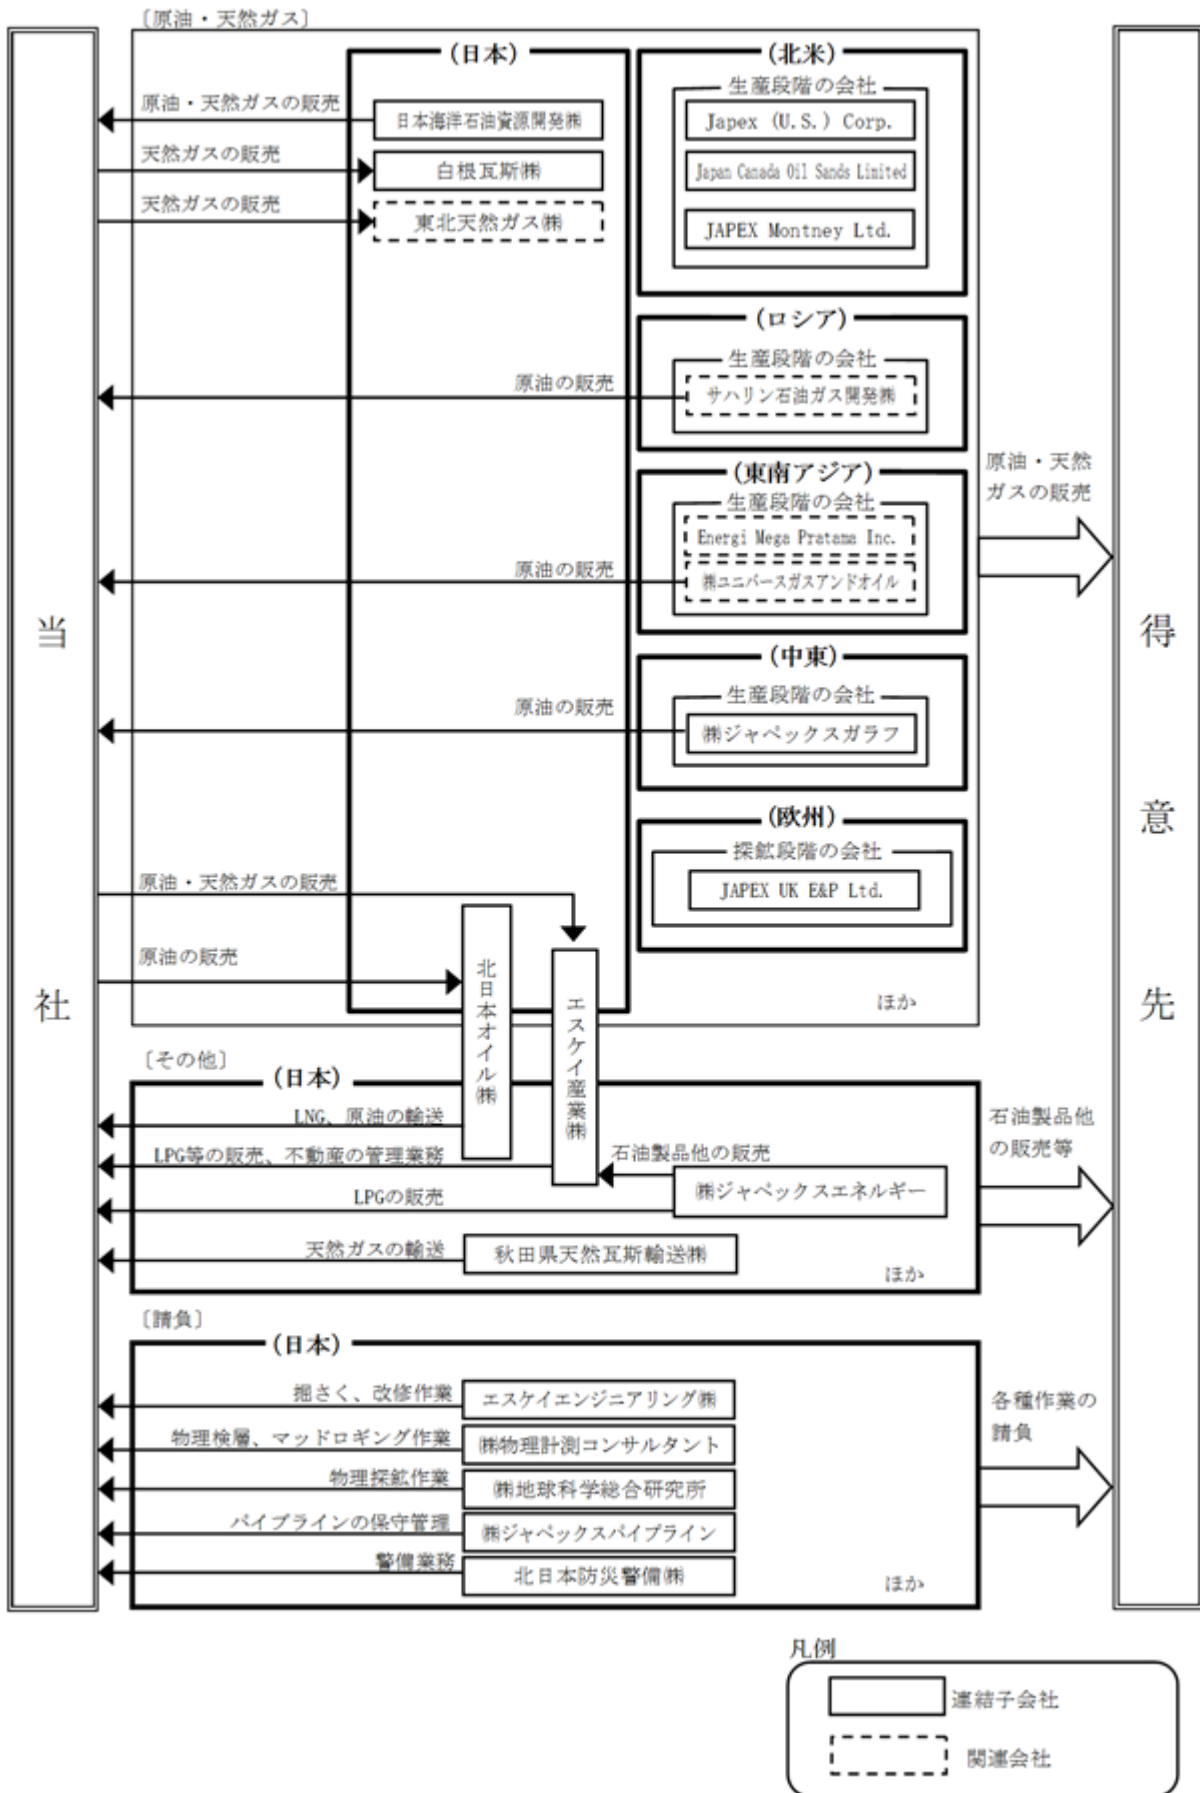 〔原油・天然ガス〕
当社
得意先
(日本)
原油・天然ガスの販売
日本海洋石油資源開発㈱
天然ガスの販売
白根瓦斯㈱
天然ガスの販売
東北天然ガス㈱
(北米)
生産段階の会社
Japex (U.S.) Corp.
Japan Canada Oil Sands Limited
JAPEX Montney Ltd.
(ロシア)
生産段階の会社
原油の販売
サハリン石油ガス開発㈱
(東南アジア)
生産段階の会社
Energi Mega Pratama Inc.
原油の販売
㈱ユニバースガスアンドオイル
原油・天然
ガスの販売
(中東)
生産段階の会社
原油の販売
㈱ジャペックスガラフ
(欧州)
探鉱段階の会社
JAPEX UK E&P Ltd.
原油・天然ガスの販売
原油の販売
北日本オイル㈱
エスケイ産業㈱
ほか
〔その他〕
(日本)
LNG、原油の輸送
LPG等の販売、不動産の管理業務
石油製品他の販売
㈱ジャペックスエネルギー
LPGの販売
天然ガスの輸送
秋田県天然瓦斯輸送㈱
ほか
石油製品他
の販売等
〔請負〕
(日本)
掘さく、改修作業
エスケイエンジニアリング㈱
物理検層、マッドロギング作業
㈱物理計測コンサルタント
物理探鉱作業
㈱地球科学総合研究所
パイプラインの保守管理
㈱ジャペックスパイプライン
警備業務
北日本防災警備㈱
ほか
各種作業の
請負
凡例
連結子会社
関連会社